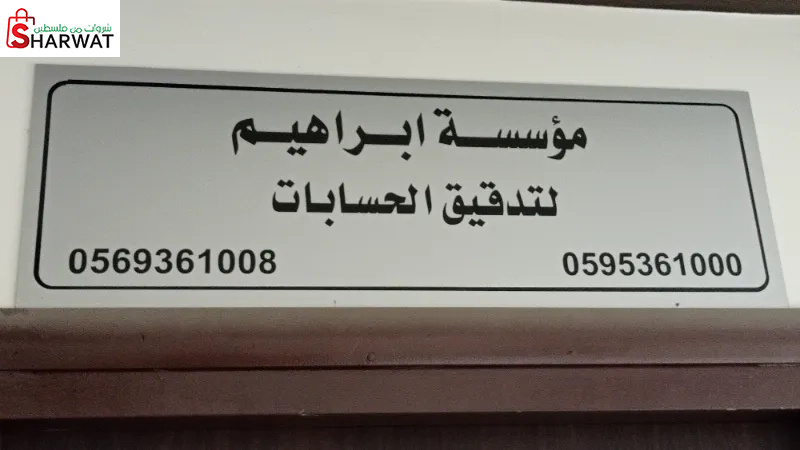 شروات من فلسطين
SHARWAT
مؤسسة ابراهيم
لتدقيق الحسابات
0569361008
0595361000